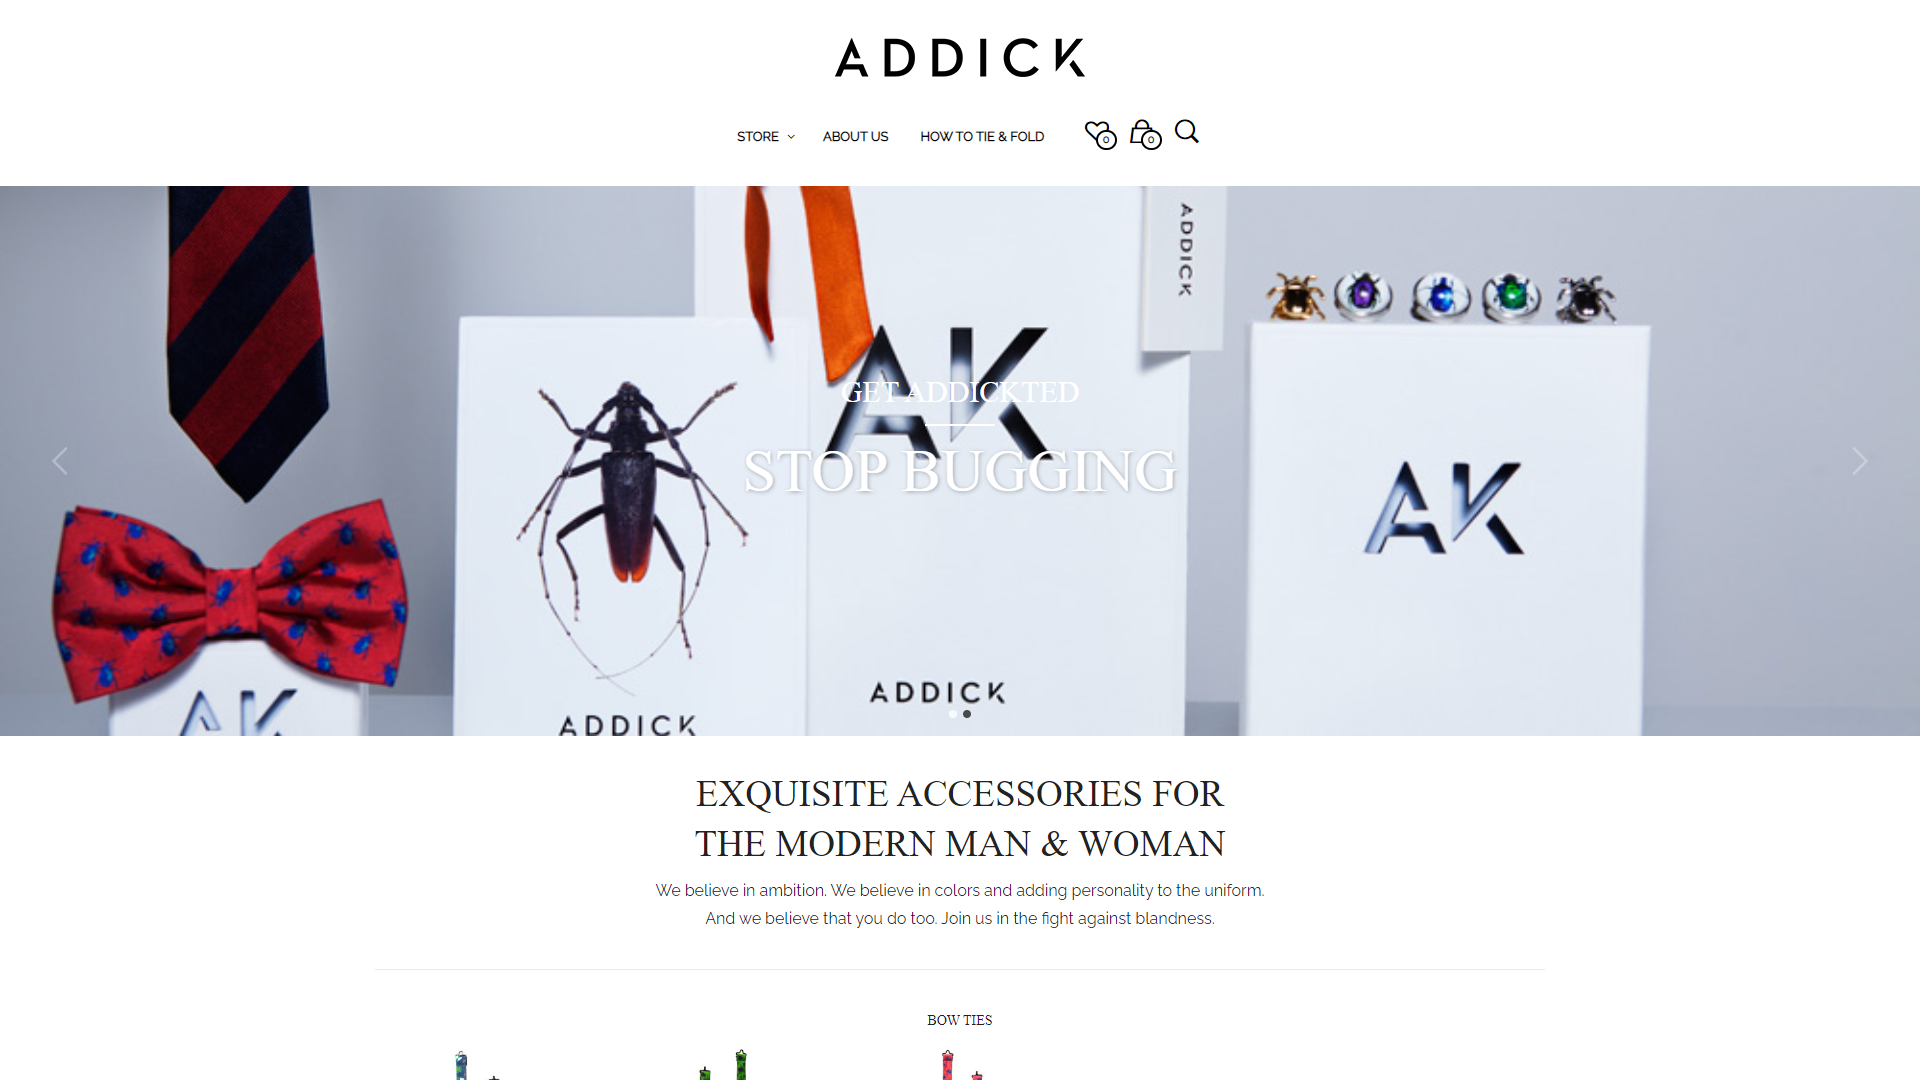 ADDICK
STORE
ABOUT US
HOW TO TIE & FOLD
0
0
ADDICK
AK
GET ADDICKTED
STOP BUGGING
AK
ADDICK
AK
ADDICK
EXQUISITE ACCESSORIES FOR
THE MODERN MAN & WOMAN
We believe in ambition. We believe in colors and adding personality to the uniform.
And we believe that you do too. Join us in the fight against blandness.
BOW TIES